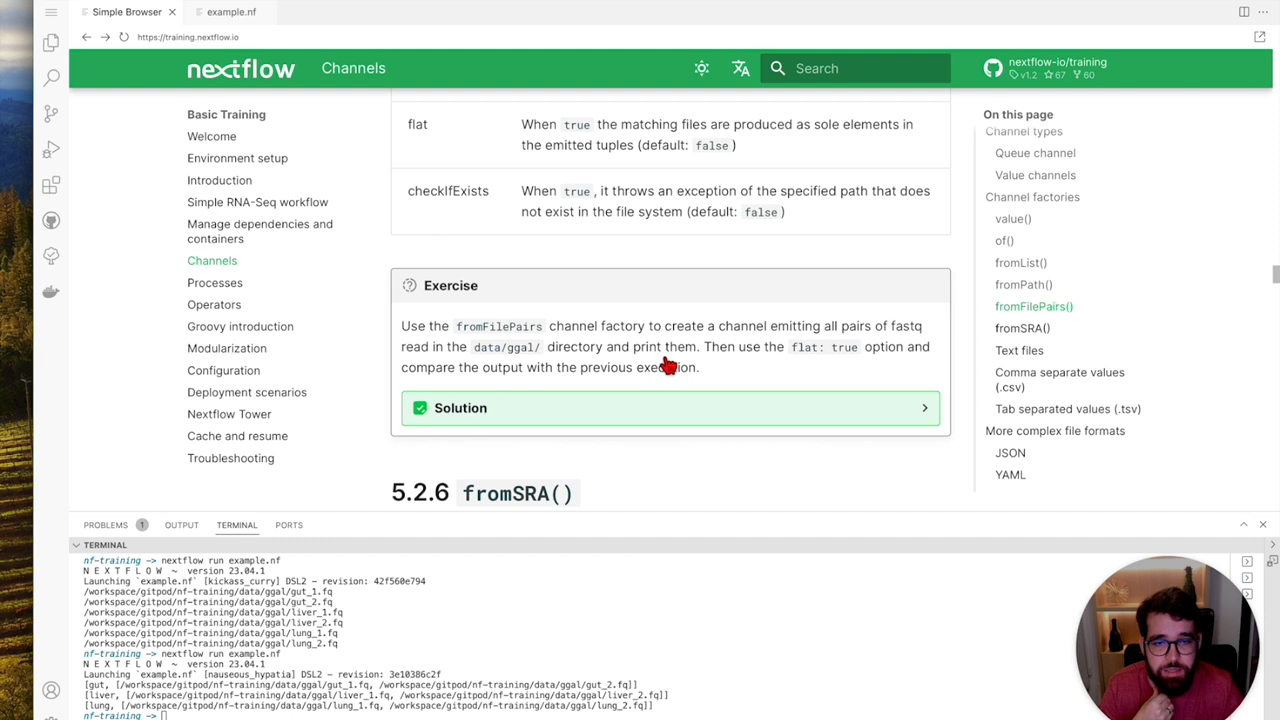 Simple Browser
example.nf
https://training.nextflow.io
nextflow
Channels
Search
nextflow-io/training
v1.2 67 60
Basic Training
Welcome
Environment setup
Introduction
Simple RNA-Seq workflow
Manage dependencies and
containers
Channels
Processes
Operators
Groovy introduction
Modularization
Configuration
Deployment scenarios
Nextflow Tower
Cache and resume
Troubleshooting
flat
When true the matching files are produced as sole elements in
the emitted tuples (default: false )
checkIfExists
When true, it throws an exception of the specified path that does
not exist in the file system (default: false )
Exercise
Use the fromFilePairs channel factory to create a channel emitting all pairs of fastq
read in the data/ggal/ directory and print them. Then use the flat: true option and
compare the output with the previous execution.
Solution
5.2.6 fromSRA()
On this page
Channel types
Queue channel
Value channels
Channel factories
value()
of()
fromList()
fromPath()
fromFilePairs()
fromSRA()
Text files
Comma separate values
(.csv)
Tab separated values (.tsv)
More complex file formats
JSON
YAML
PROBLEMS 1 OUTPUT TERMINAL PORTS
TERMINAL
nf-training -> nextflow run example.nf
N E X T F L O W ~ version 23.04.1
Launching `example.nf` [kickass_curry] DSL2 - revision: 42f560e794
/workspace/gitpod/nf-training/data/ggal/gut_1.fq
/workspace/gitpod/nf-training/data/ggal/gut_2.fq
/workspace/gitpod/nf-training/data/ggal/liver_1.fq
/workspace/gitpod/nf-training/data/ggal/liver_2.fq
/workspace/gitpod/nf-training/data/ggal/lung_1.fq
/workspace/gitpod/nf-training/data/ggal/lung_2.fq
nf-training -> nextflow run example.nf
N E X T F L O W ~ version 23.04.1
Launching `example.nf` [nauseous_hypatia] DSL2 - revision: 3e10386c2f
[gut, [/workspace/gitpod/nf-training/data/ggal/gut_1.fq, /workspace/gitpod/nf-training/data/ggal/gut_2.fq]]
[liver, [/workspace/gitpod/nf-training/data/ggal/liver_1.fq, /workspace/gitpod/nf-training/data/ggal/liver_2.fq]]
[lung, [/workspace/gitpod/nf-training/data/ggal/lung_1.fq, /workspace/gitpod/nf-training/data/ggal/lung_2.fq]]
nf-training ->